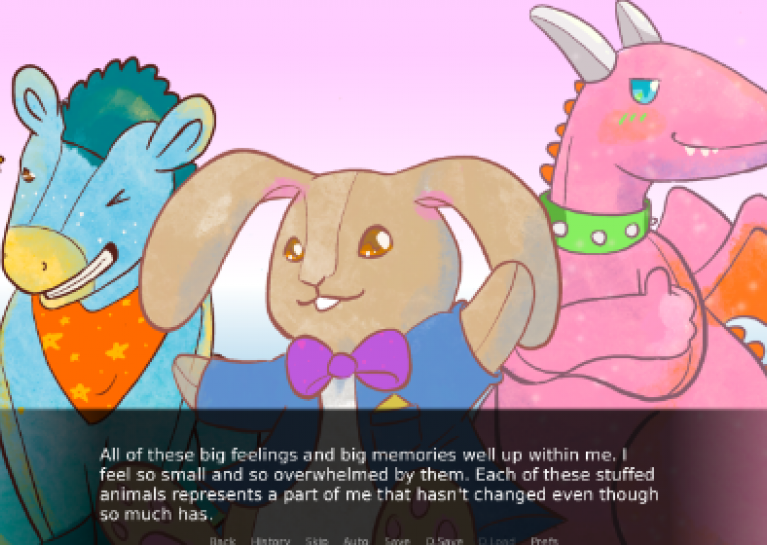 All of these big feelings and big memories well up within me. I
feel so small and so overwhelmed by them. Each of these stuffed
animals represents a part of me that hasn't changed even though
so much has.
Back History Skip Auto Save Q.Save Q.Load Prefs